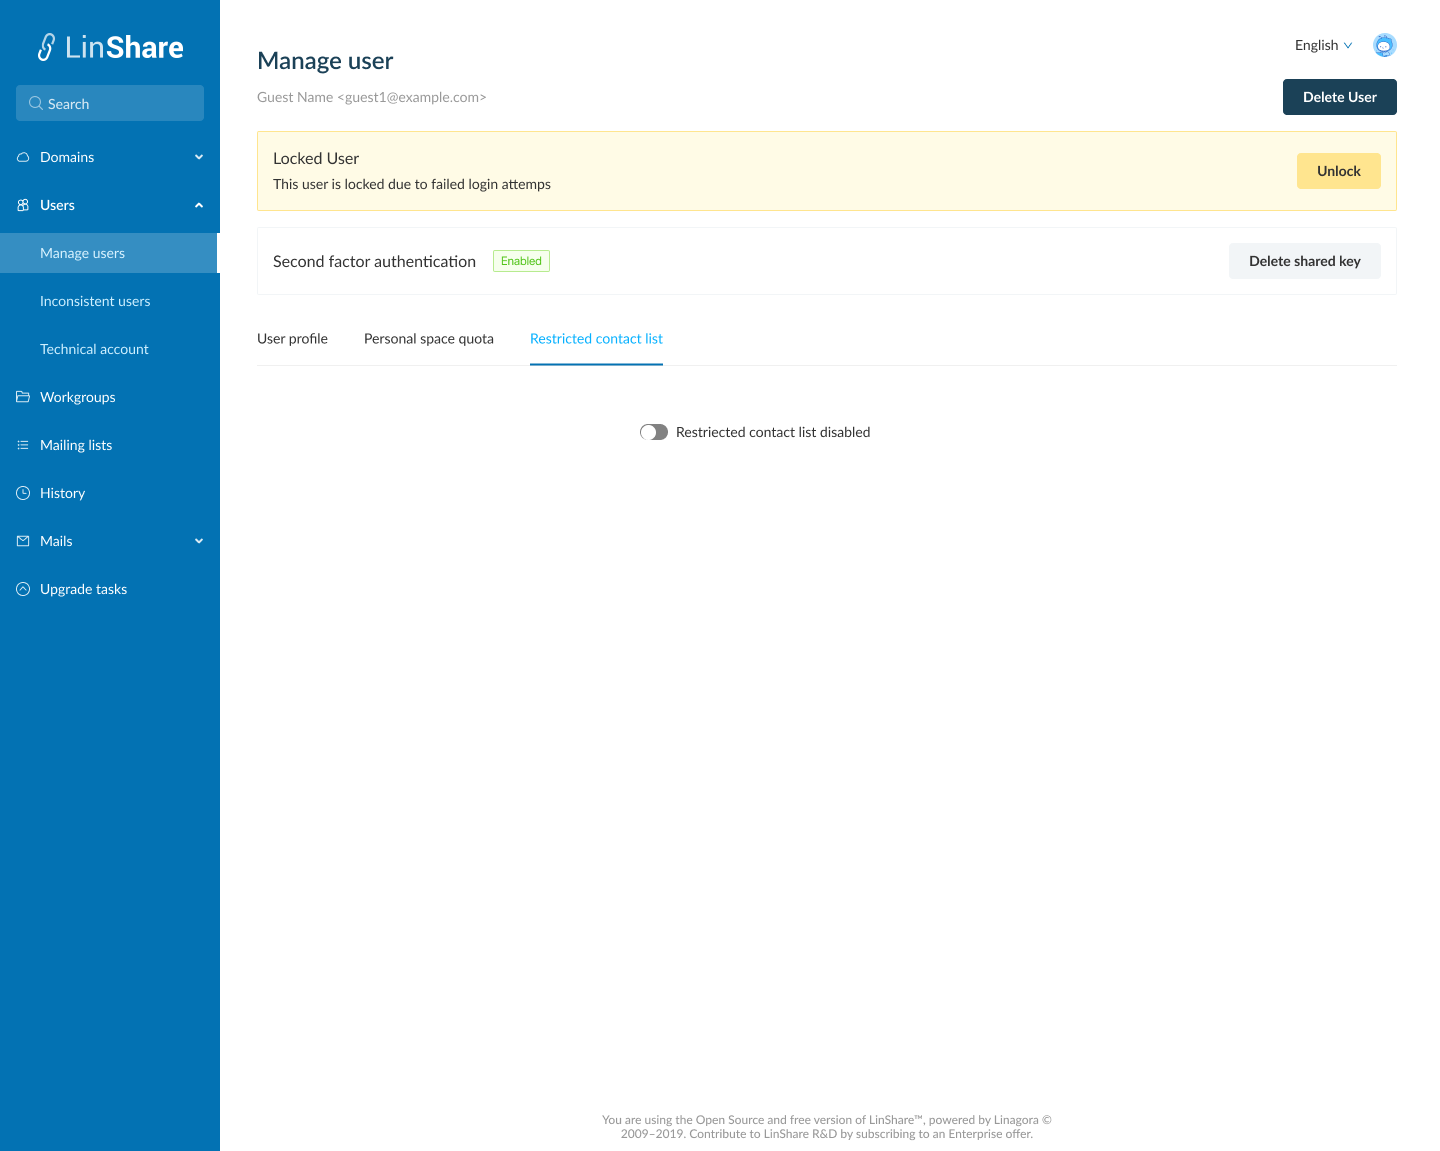 LinShare
Search
Domains
Users
Manage users
Inconsistent users
Technical account
Workgroups
Mailing lists
History
Mails
Upgrade tasks
English
Manage user
Guest Name <guest1@example.com>
Delete User
Locked User
This user is locked due to failed login attemps
Unlock
Second factor authentication
Enabled
Delete shared key
User profile
Personal space quota
Restricted contact list
Restriected contact list disabled
You are using the Open Source and free version of LinShare™, powered by Linagora ©
2009–2019. Contribute to LinShare R&D by subscribing to an Enterprise offer.